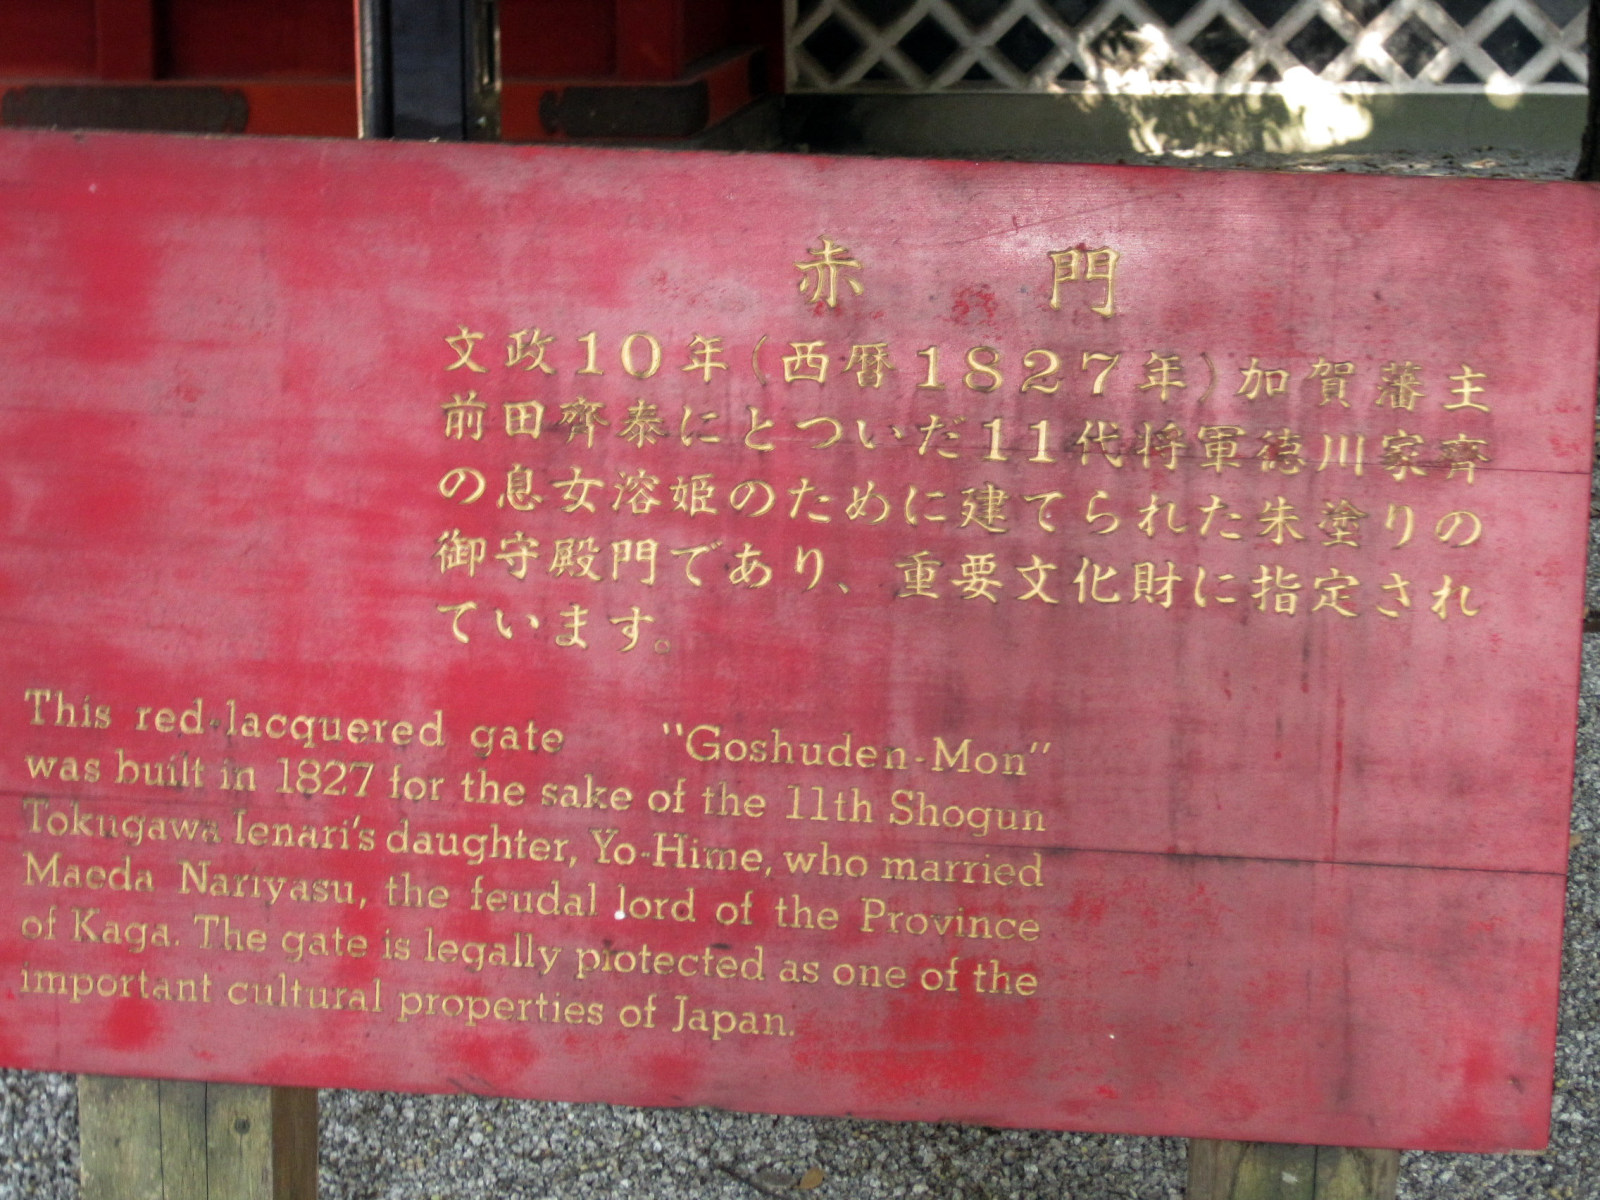 赤 門
文政10年(西暦1827年)加賀藩主
前田齊泰にとついだ11代将軍徳川家齊
の息女溶姫のために建てられた朱塗りの
御守殿門であり、重要文化財に指定され
ています。
This red-lacquered gate "Goshuden-Mon"
was built in 1827 for the sake of the 11th Shogun
Tokugawa Ienari's daughter, Yo-Hime, who married
Maeda Nariyasu, the feudal lord of the Province
of Kaga. The gate is legally protected as one of the
important cultural properties of Japan.